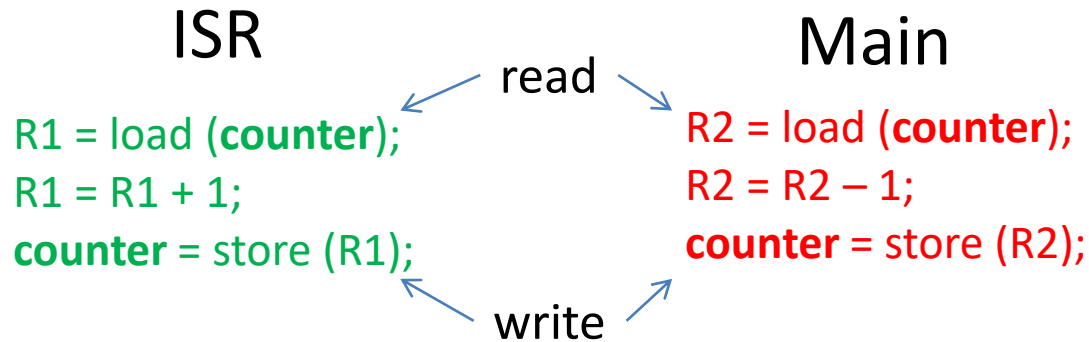 ISR
Main
read
R1 = load (counter);
R1 = R1 + 1;
counter = store (R1);
R2 = load (counter);
R2 = R2 – 1;
counter = store (R2);
write